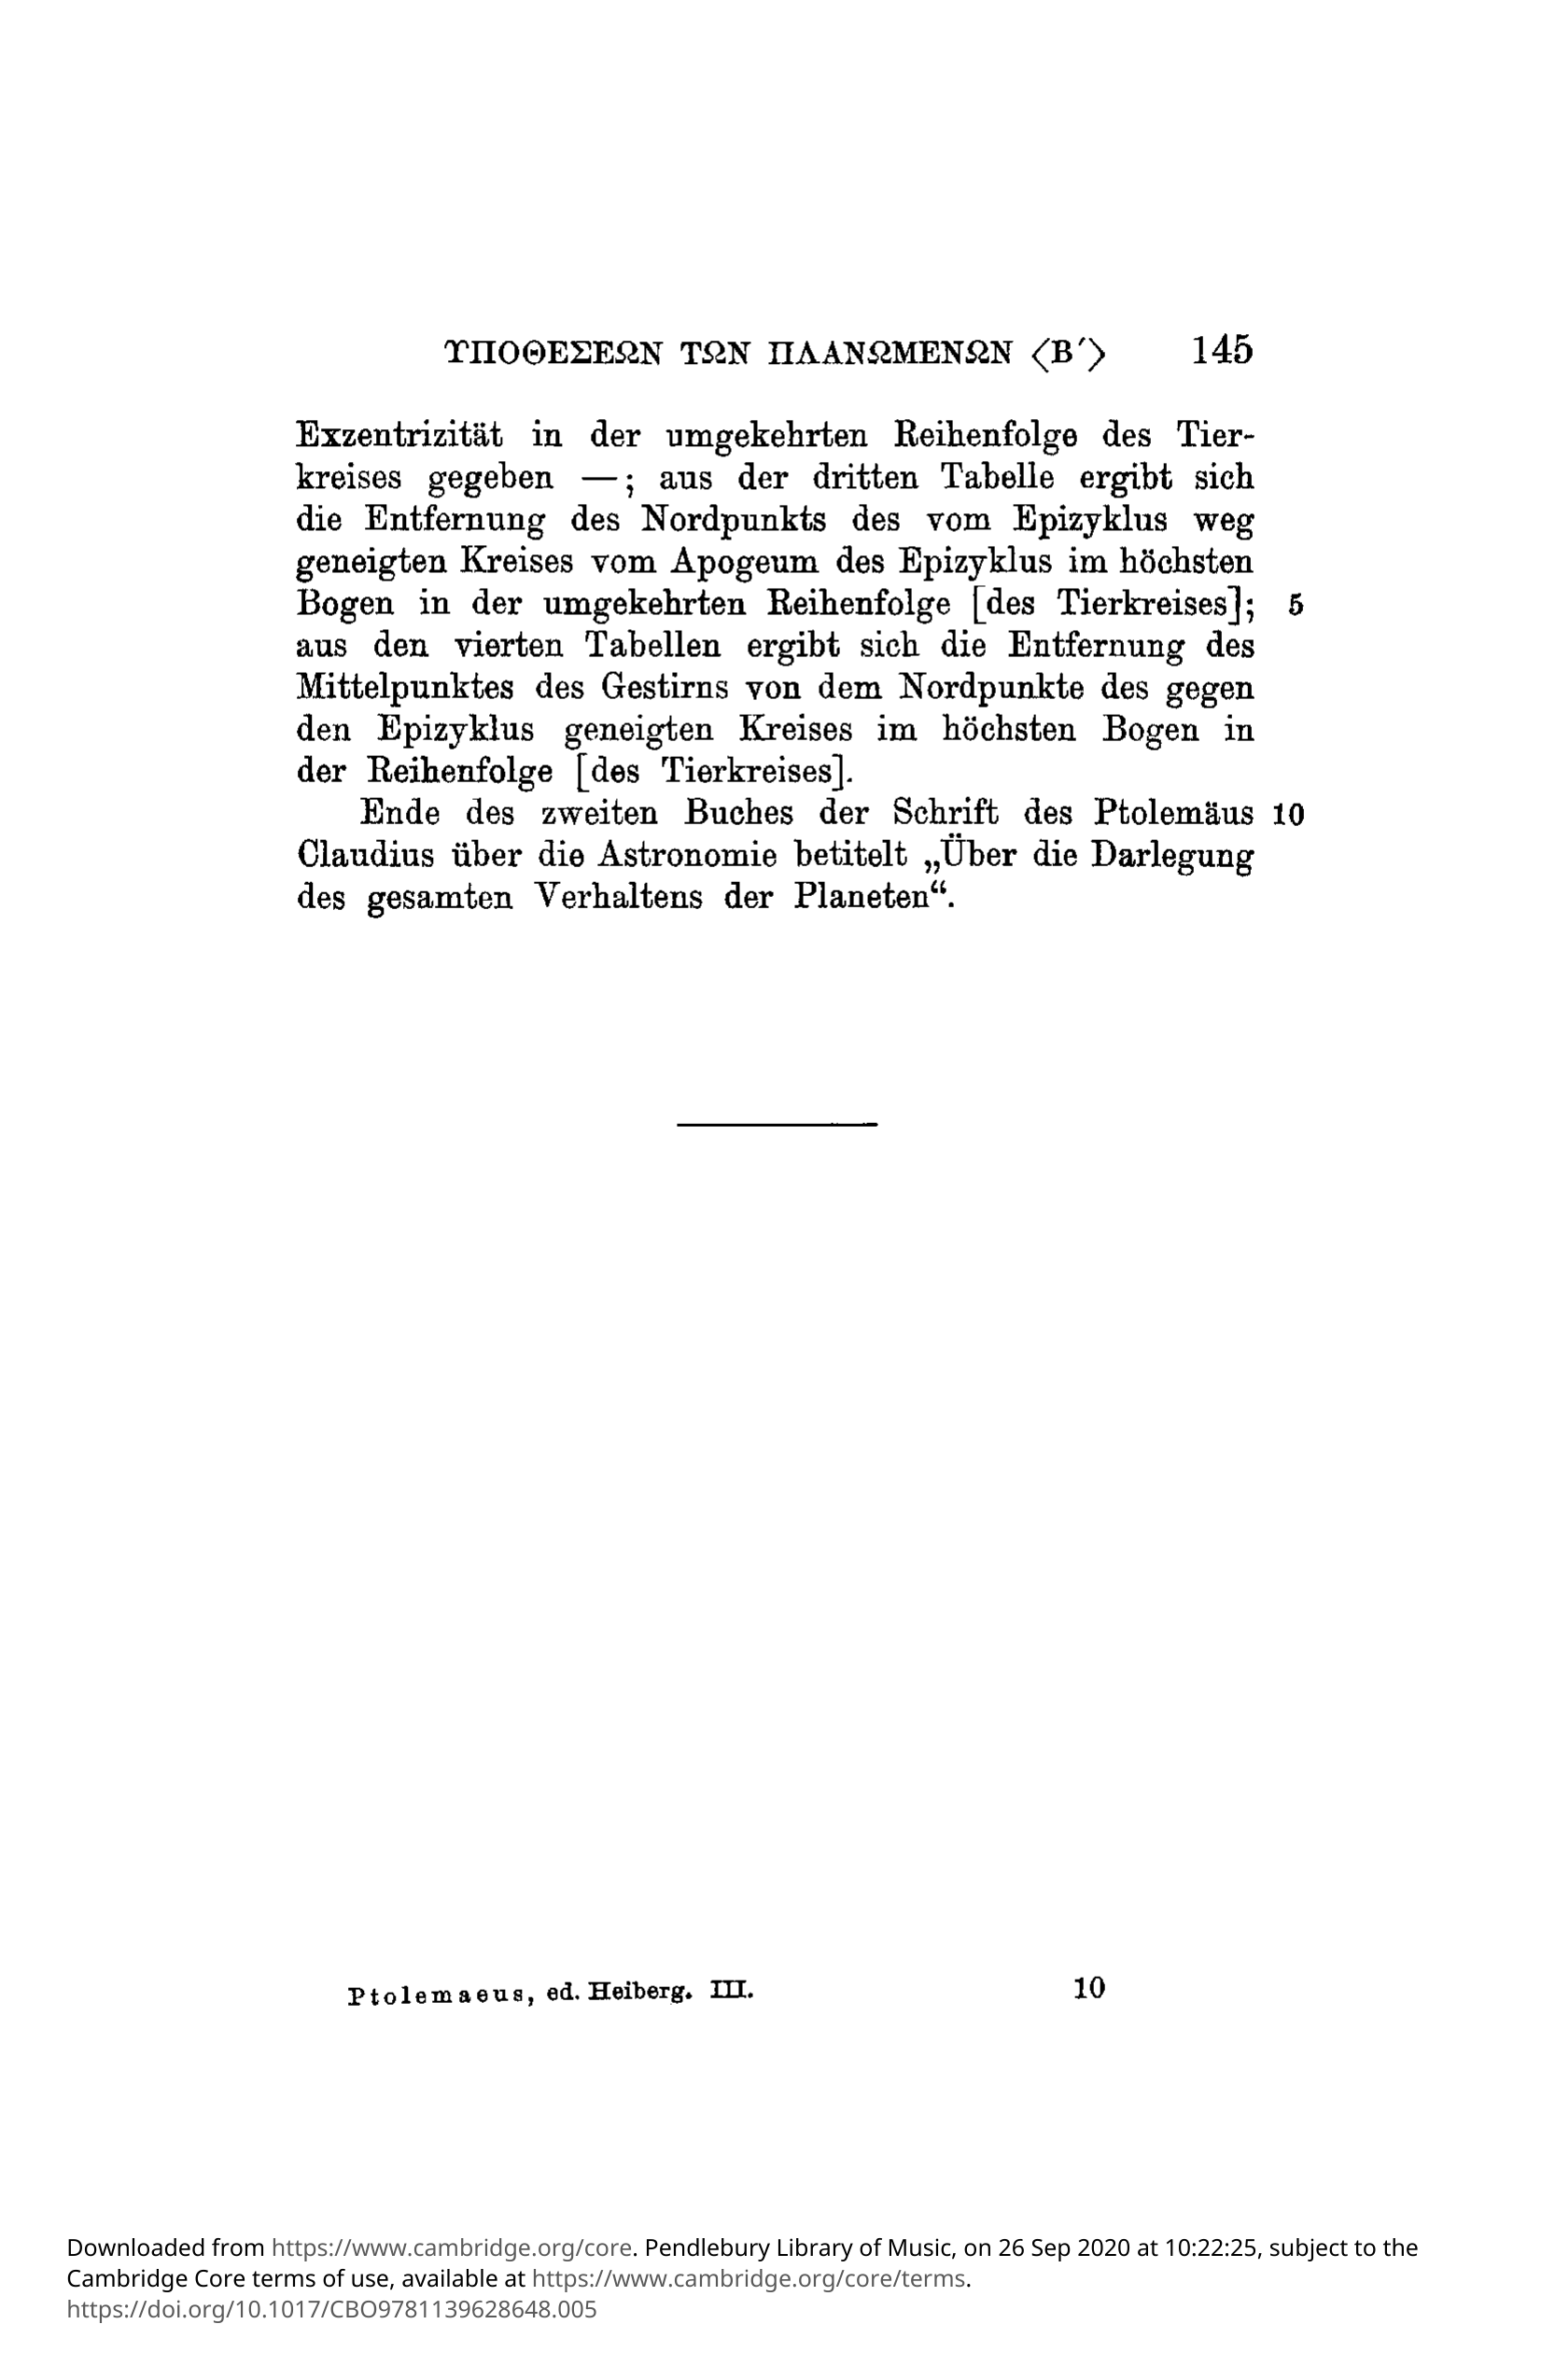 ΥΠΟΘΕΣΕΩΝ ΤΩΝ ΠΛΑΝΩΜΕΝΩΝ ⟨Β′⟩ 145
Exzentrizität in der umgekehrten Reihenfolge des Tier-
kreises gegeben —; aus der dritten Tabelle ergibt sich
die Entfernung des Nordpunkts des vom Epizyklus weg
geneigten Kreises vom Apogeum des Epizyklus im höchsten
Bogen in der umgekehrten Reihenfolge [des Tierkreises]; 5
aus den vierten Tabellen ergibt sich die Entfernung des
Mittelpunktes des Gestirns von dem Nordpunkte des gegen
den Epizyklus geneigten Kreises im höchsten Bogen in
der Reihenfolge [des Tierkreises].
Ende des zweiten Buches der Schrift des Ptolemäus 10
Claudius über die Astronomie betitelt „Über die Darlegung
des gesamten Verhaltens der Planeten“.
Ptolemaeus, ed. Heiberg. III. 10
Downloaded from https://www.cambridge.org/core. Pendlebury Library of Music, on 26 Sep 2020 at 10:22:25, subject to the
Cambridge Core terms of use, available at https://www.cambridge.org/core/terms.
https://doi.org/10.1017/CBO9781139628648.005